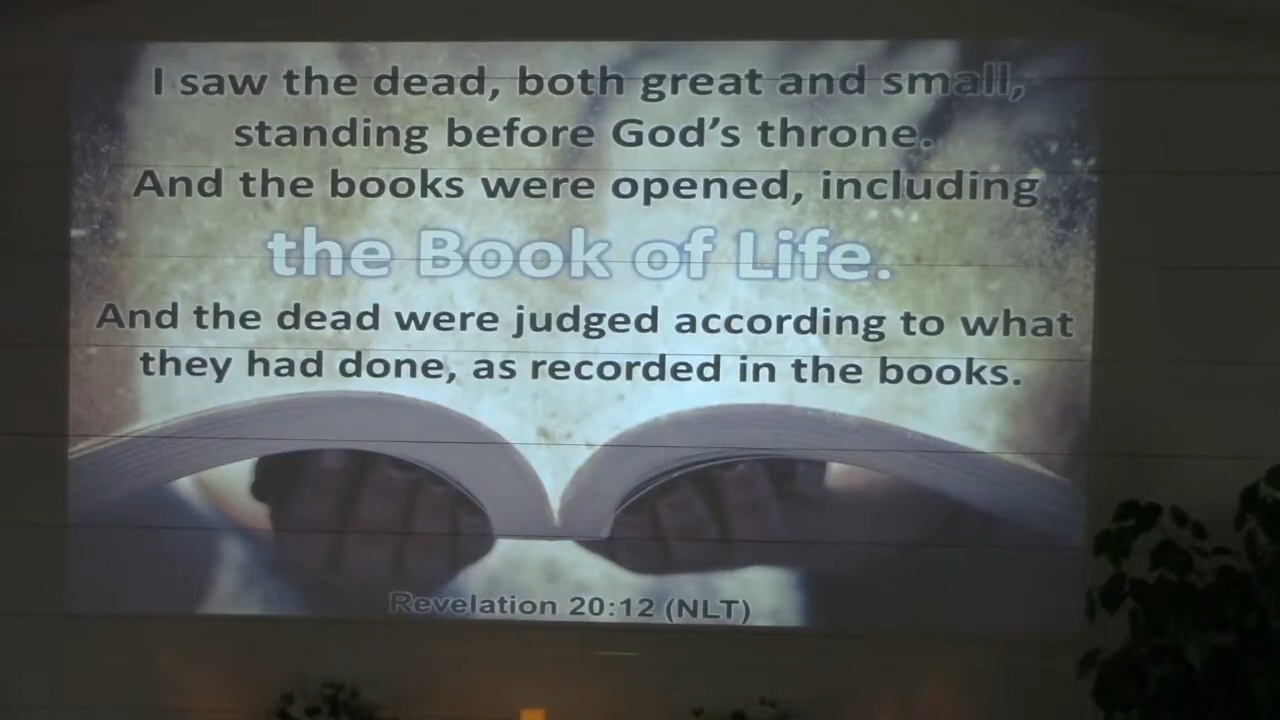 I saw the dead, both great and small,
standing before God's throne.
And the books were opened, including
the Book of Life.
And the dead were judged according to what
they had done, as recorded in the books.
Revelation 20:12 (NLT)